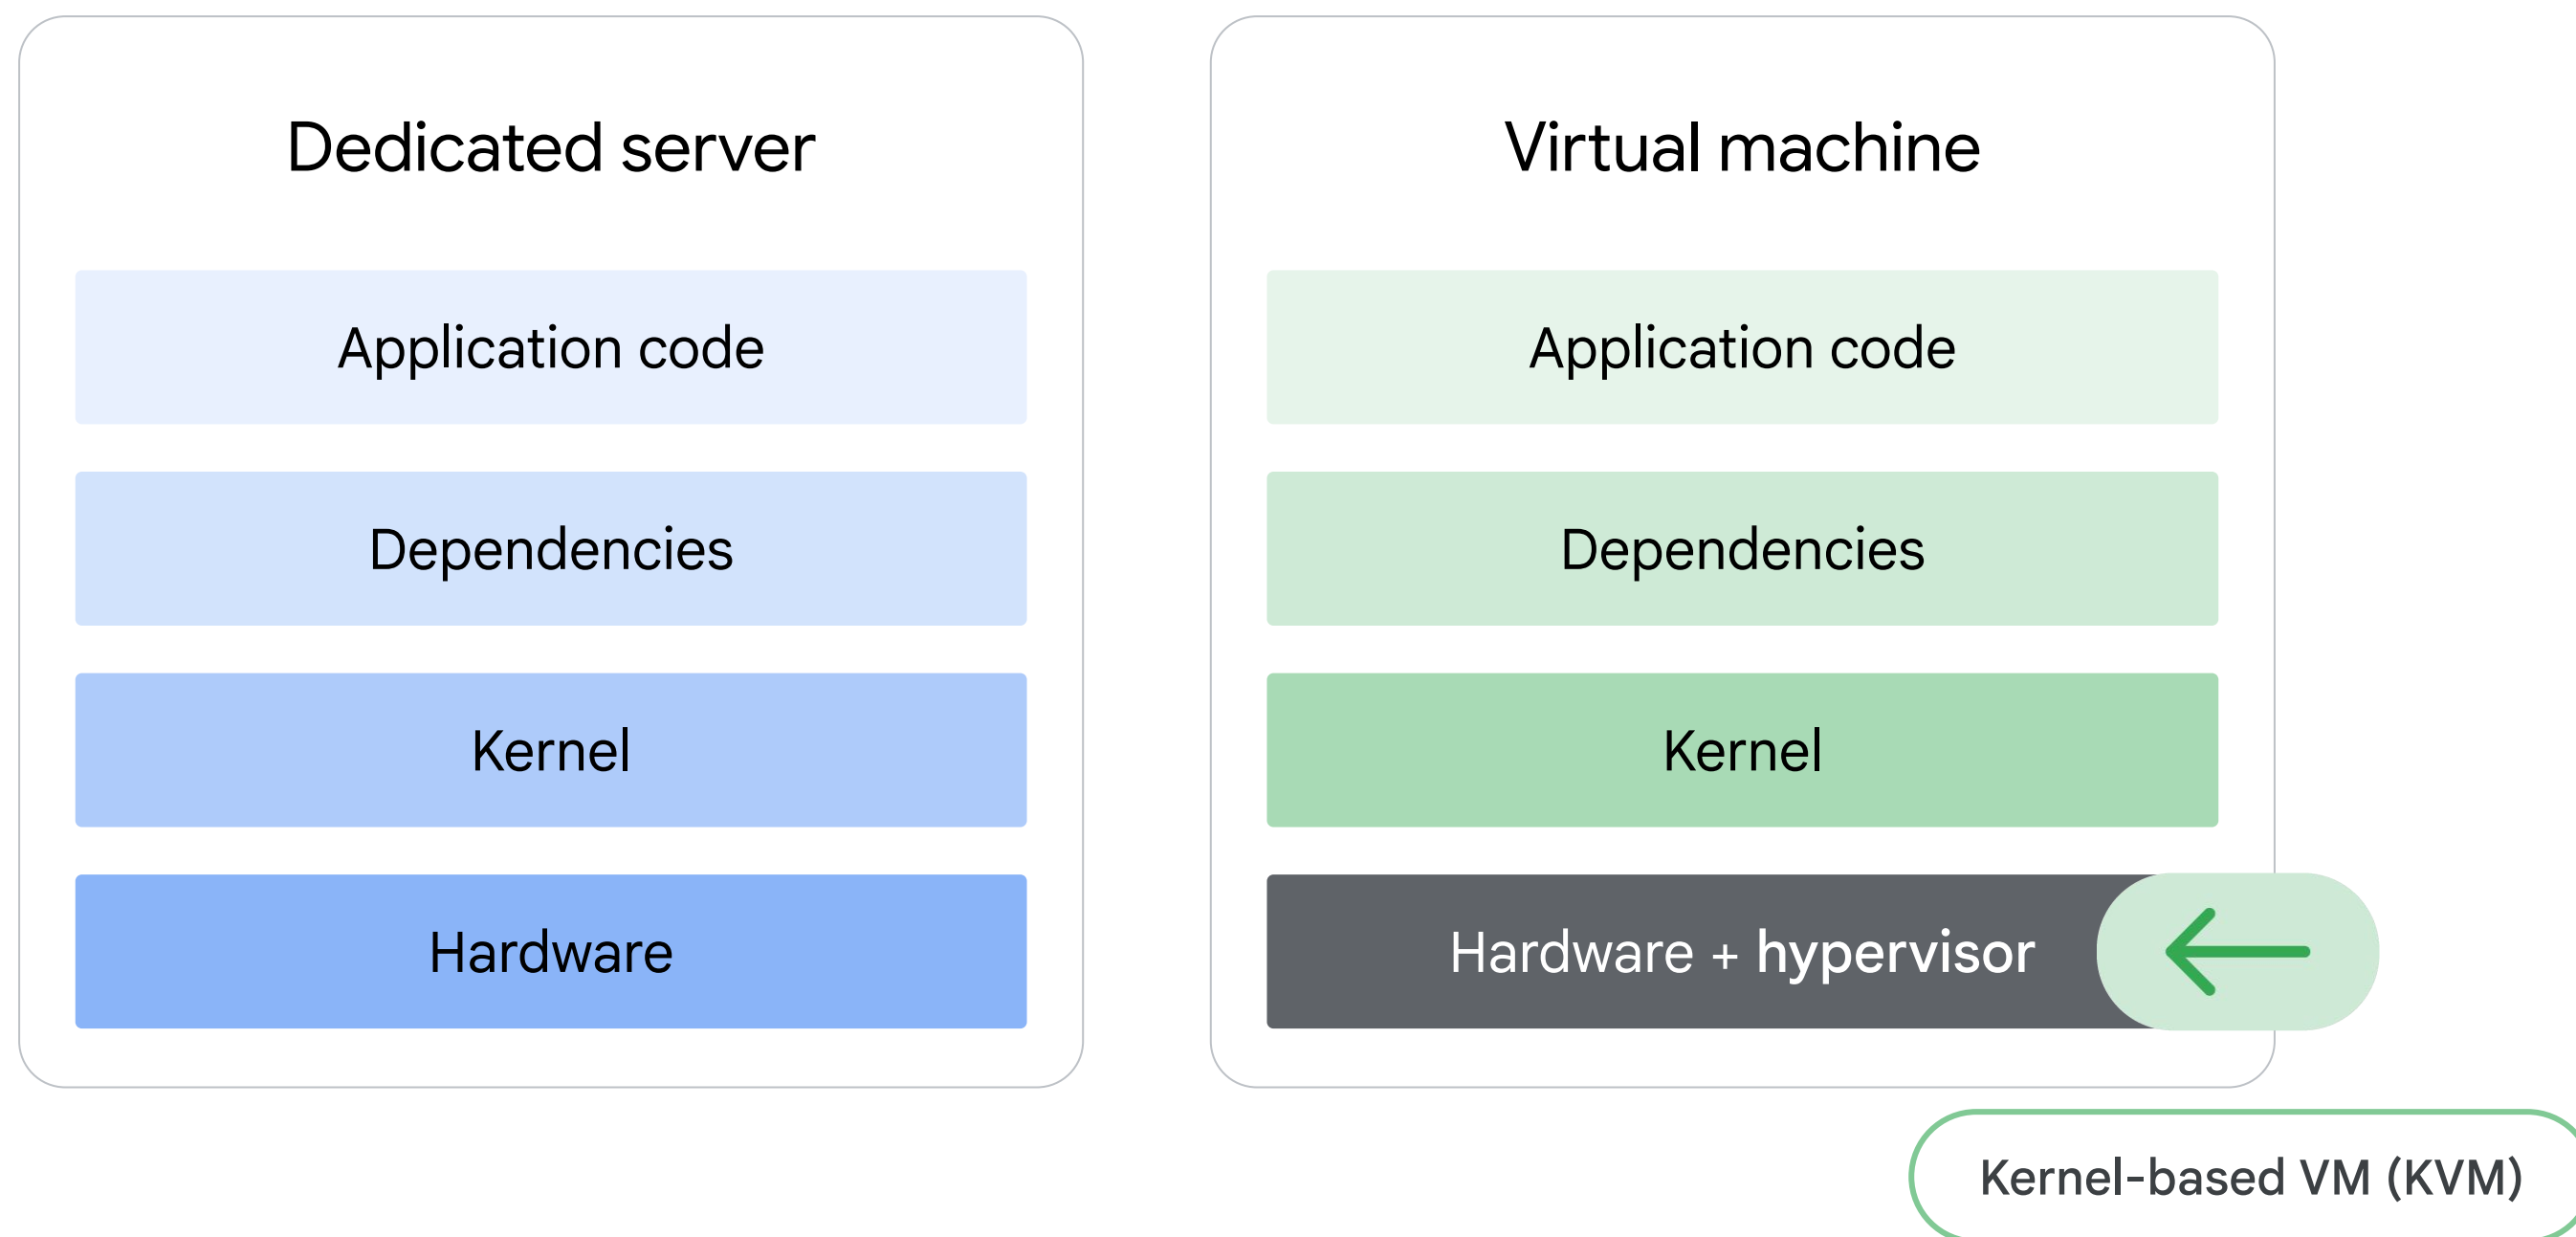 Dedicated server
Application code
Dependencies
Kernel
Hardware
Virtual machine
Application code
Dependencies
Kernel
Hardware + hypervisor
Kernel-based VM (KVM)